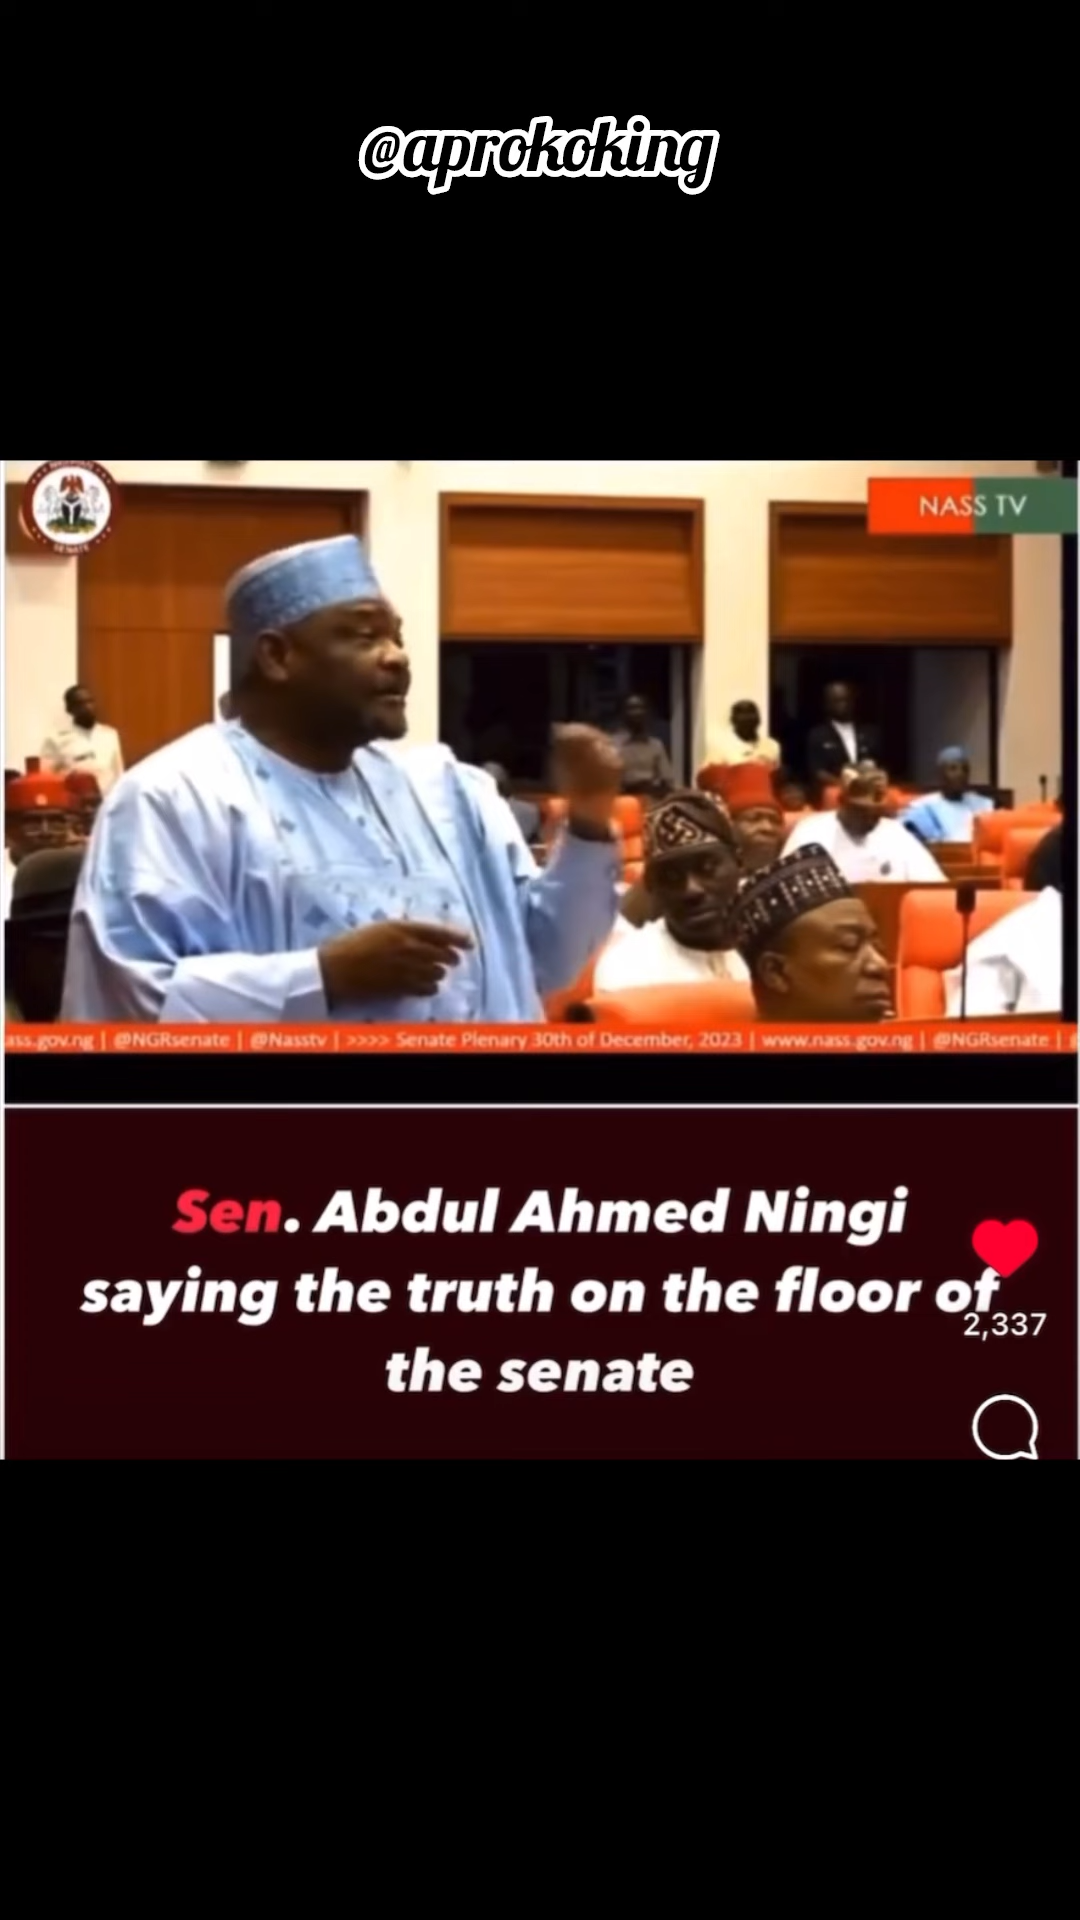 @aprokoking
SENATE
NASS TV
ass.gov.ng | @NGRsenate | @Nasstv | >>>> Senate Plenary 30th of December, 2023 | www.nass.gov.ng | @NGRsenate |
Sen. Abdul Ahmed Ningi
saying the truth on the floor of
the senate
2,337